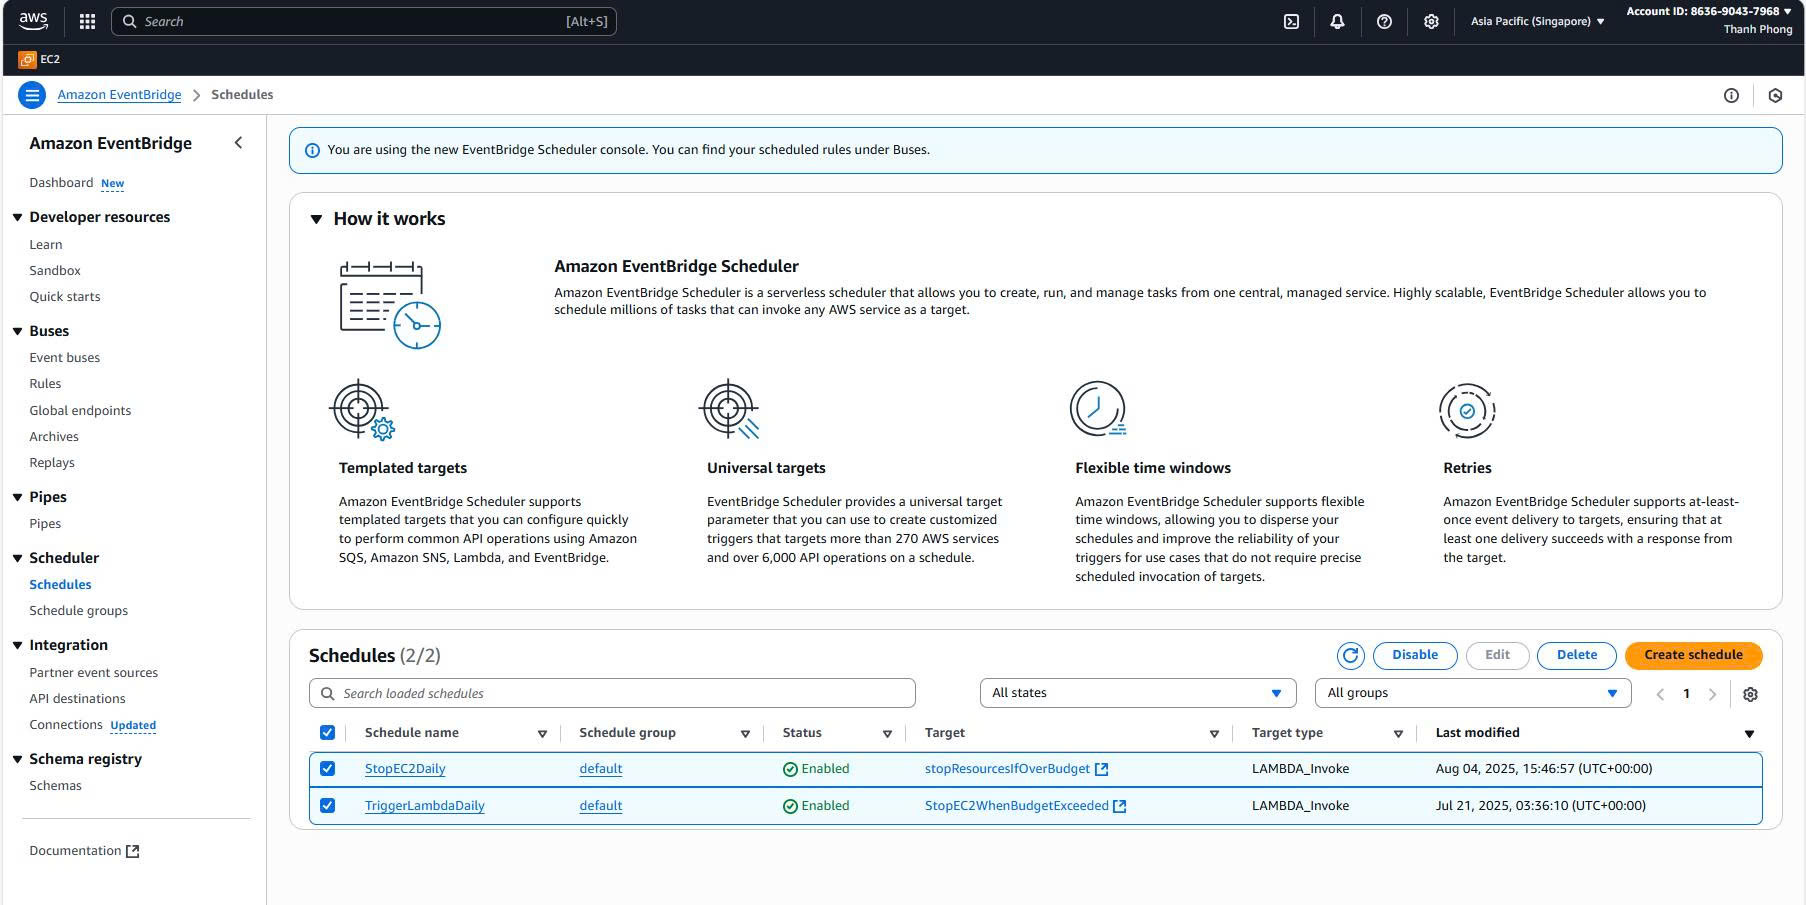 aws
Search [Alt+S]
Asia Pacific (Singapore)
Account ID: 8636-9043-7968
Thanh Phong
EC2
Amazon EventBridge
Schedules
Amazon EventBridge
Dashboard New
Developer resources
Learn
Sandbox
Quick starts
Buses
Event buses
Rules
Global endpoints
Archives
Replays
Pipes
Pipes
Scheduler
Schedules
Schedule groups
Integration
Partner event sources
API destinations
Connections Updated
Schema registry
Schemas
Documentation
You are using the new EventBridge Scheduler console. You can find your scheduled rules under Buses.
How it works
Amazon EventBridge Scheduler
Amazon EventBridge Scheduler is a serverless scheduler that allows you to create, run, and manage tasks from one central, managed service. Highly scalable, EventBridge Scheduler allows you to
schedule millions of tasks that can invoke any AWS service as a target.
Templated targets
Amazon EventBridge Scheduler supports
templated targets that you can configure quickly
to perform common API operations using Amazon
SQS, Amazon SNS, Lambda, and EventBridge.
Universal targets
EventBridge Scheduler provides a universal target
parameter that you can use to create customized
triggers that targets more than 270 AWS services
and over 6,000 API operations on a schedule.
Flexible time windows
Amazon EventBridge Scheduler supports flexible
time windows, allowing you to disperse your
schedules and improve the reliability of your
triggers for use cases that do not require precise
scheduled invocation of targets.
Retries
Amazon EventBridge Scheduler supports at-least-
once event delivery to targets, ensuring that at
least one delivery succeeds with a response from
the target.
Schedules (2/2)
Disable Edit Delete Create schedule
Search loaded schedules
All states
All groups
1
Schedule name Schedule group Status Target Target type Last modified
StopEC2Daily default Enabled stopResourcesIfOverBudget LAMBDA_Invoke Aug 04, 2025, 15:46:57 (UTC+00:00)
TriggerLambdaDaily default Enabled StopEC2WhenBudgetExceeded LAMBDA_Invoke Jul 21, 2025, 03:36:10 (UTC+00:00)